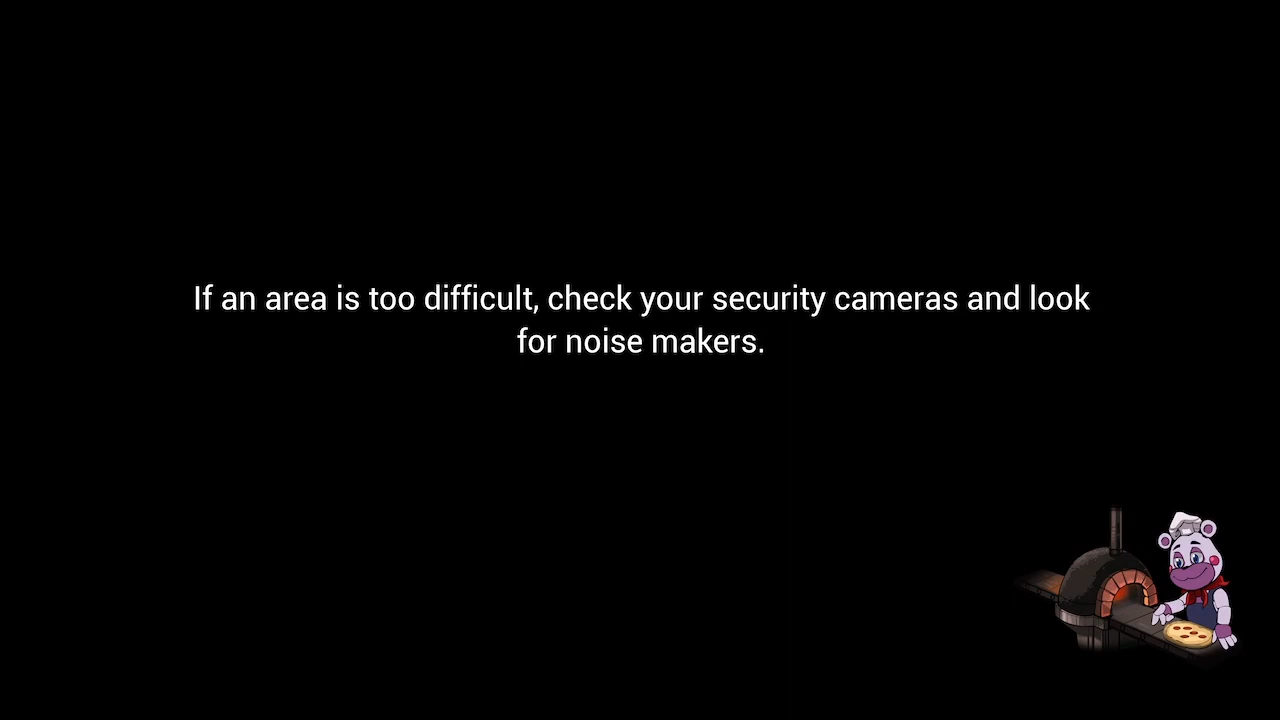 If an area is too difficult, check your security cameras and look
for noise makers.